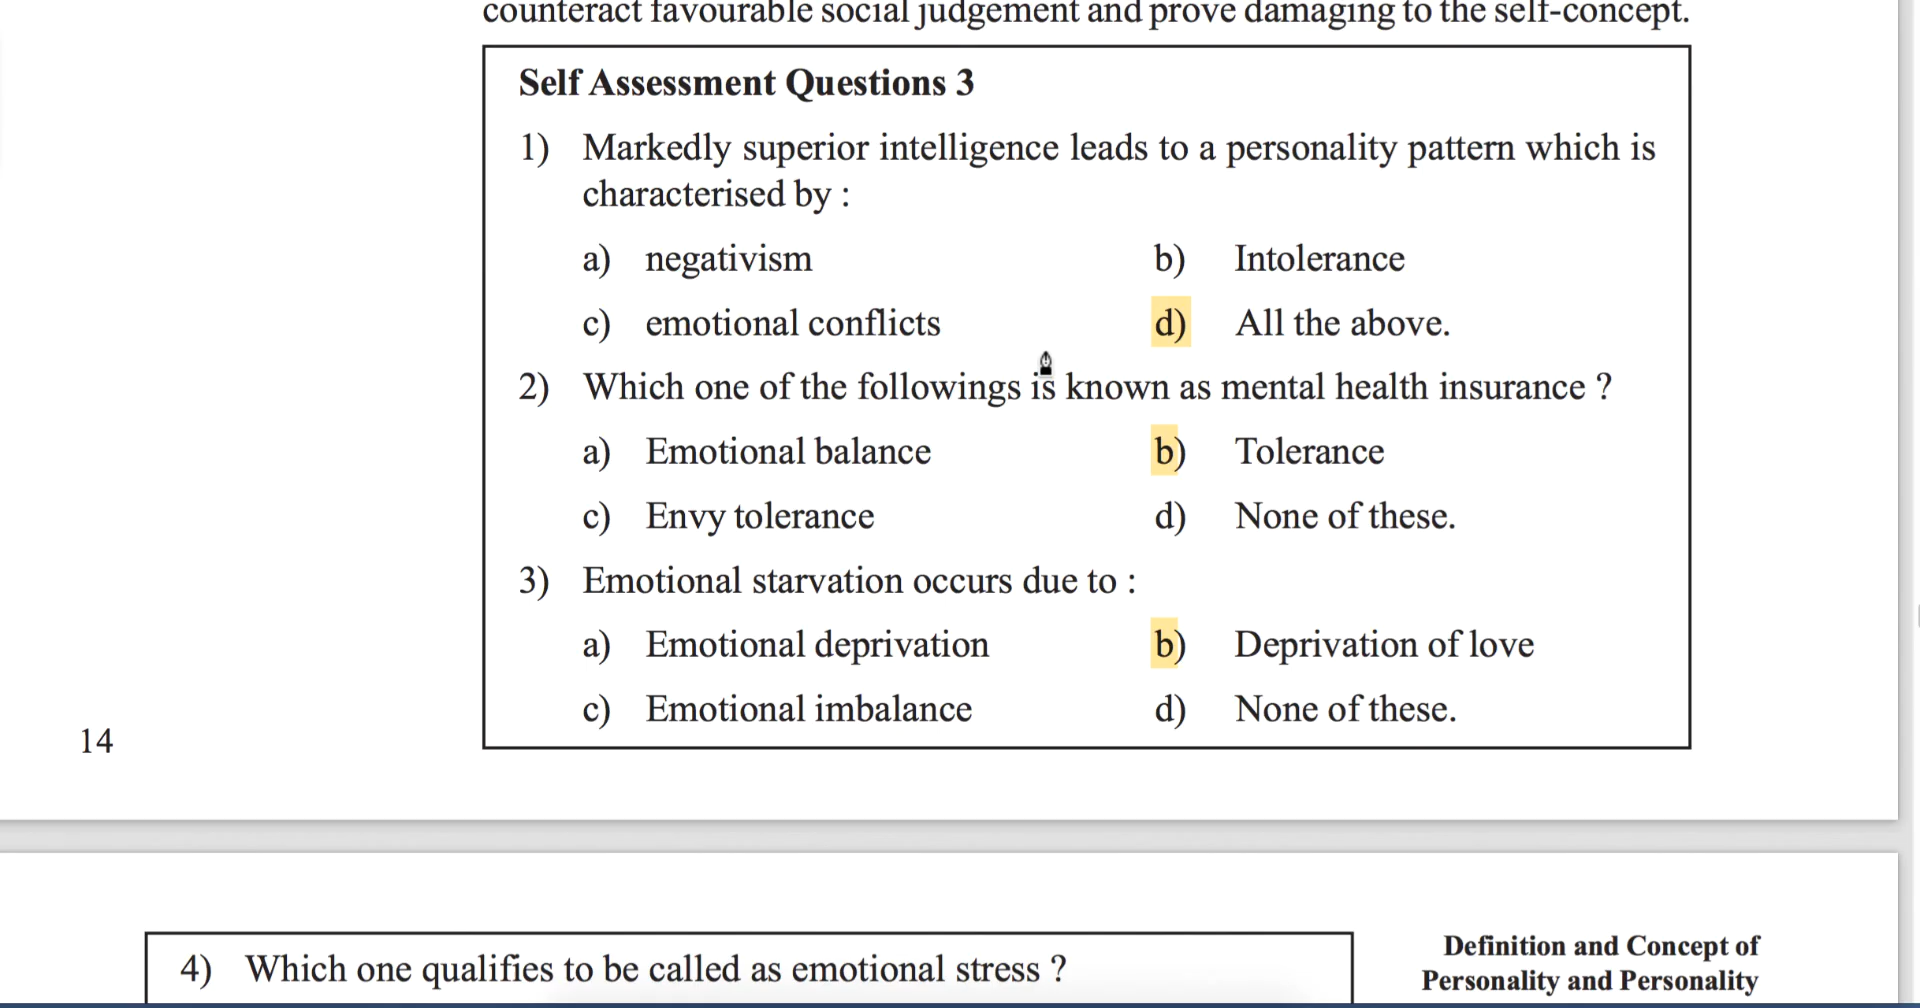 counteract favourable social judgement and prove damaging to the self-concept.
Self Assessment Questions 3
1) Markedly superior intelligence leads to a personality pattern which is
characterised by :
a) negativism b) Intolerance
c) emotional conflicts d) All the above.
2) Which one of the followings is known as mental health insurance ?
a) Emotional balance b) Tolerance
c) Envy tolerance d) None of these.
3) Emotional starvation occurs due to :
a) Emotional deprivation b) Deprivation of love
c) Emotional imbalance d) None of these.
14
4) Which one qualifies to be called as emotional stress ?
Definition and Concept of
Personality and Personality